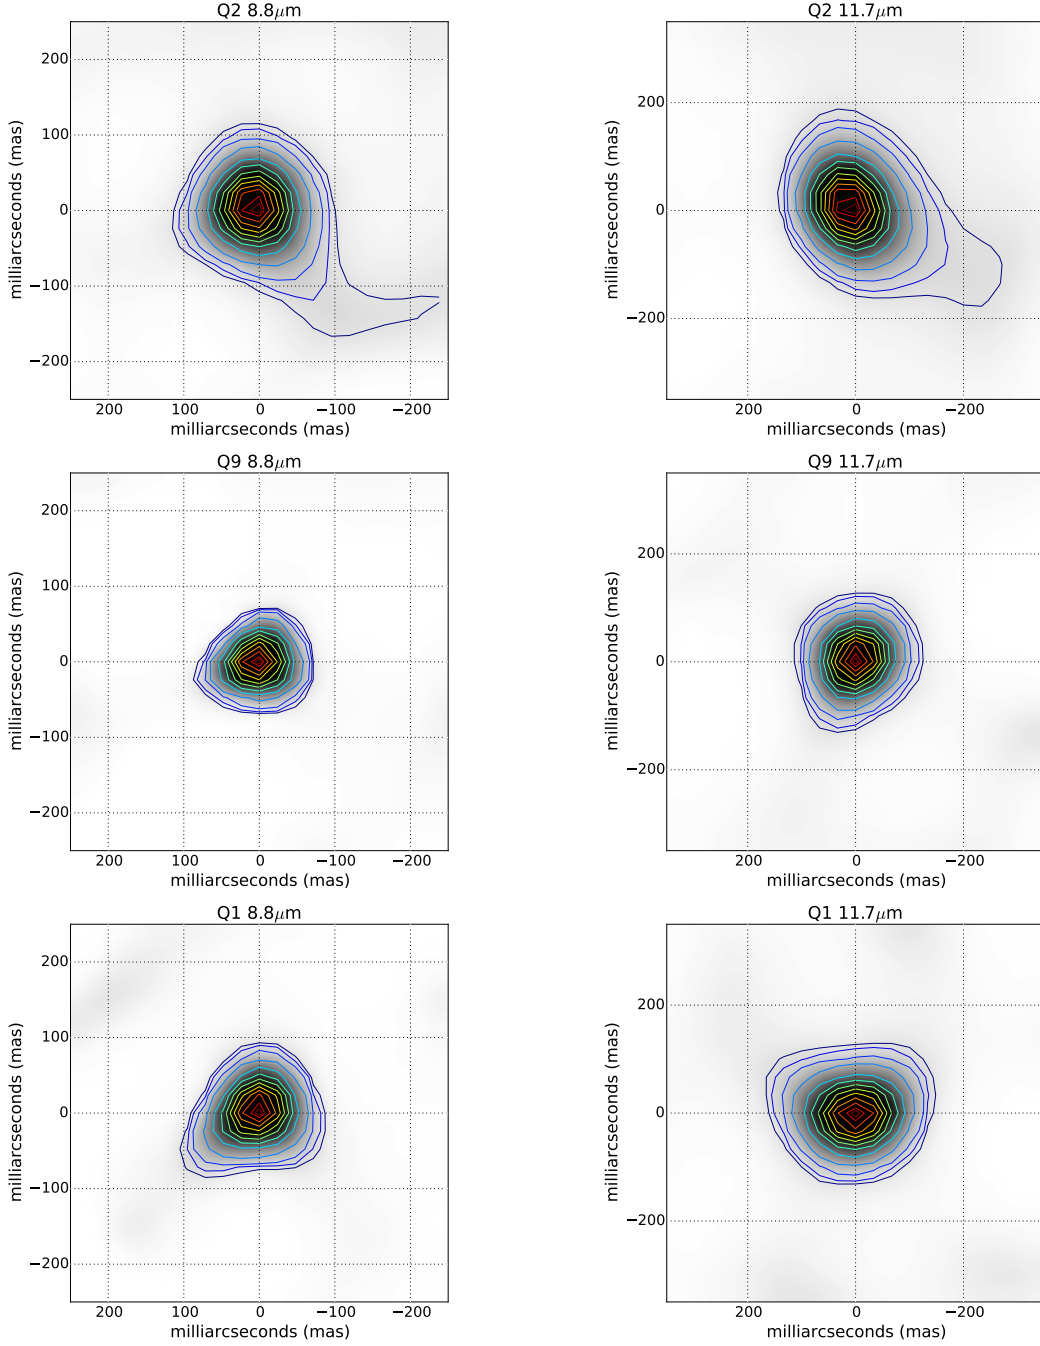 Q2 8.8μm
200
100
0
−100
−200
milliarcseconds (mas)
200 100 0 −100 −200
milliarcseconds (mas)
Q2 11.7μm
200
0
−200
milliarcseconds (mas)
200 0 −200
milliarcseconds (mas)
Q9 8.8μm
200
100
0
−100
−200
milliarcseconds (mas)
200 100 0 −100 −200
milliarcseconds (mas)
Q9 11.7μm
200
0
−200
milliarcseconds (mas)
200 0 −200
milliarcseconds (mas)
Q1 8.8μm
200
100
0
−100
−200
milliarcseconds (mas)
200 100 0 −100 −200
milliarcseconds (mas)
Q1 11.7μm
200
0
−200
milliarcseconds (mas)
200 0 −200
milliarcseconds (mas)